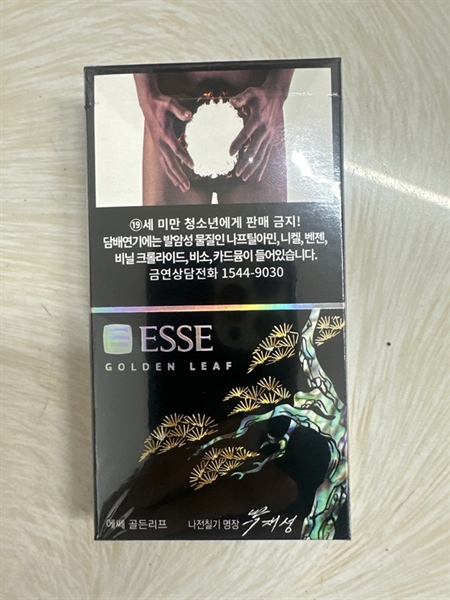 ⑲세 미만 청소년에게 판매 금지!
담배연기에는 발암성 물질인 나프틸아민, 니켈, 벤젠,
비닐 크롤라이드, 비소, 카드뮴이 들어있습니다.
금연상담전화 1544-9030
ESSE
GOLDEN LEAF
에쎄 골든리프 나전칠기 명장